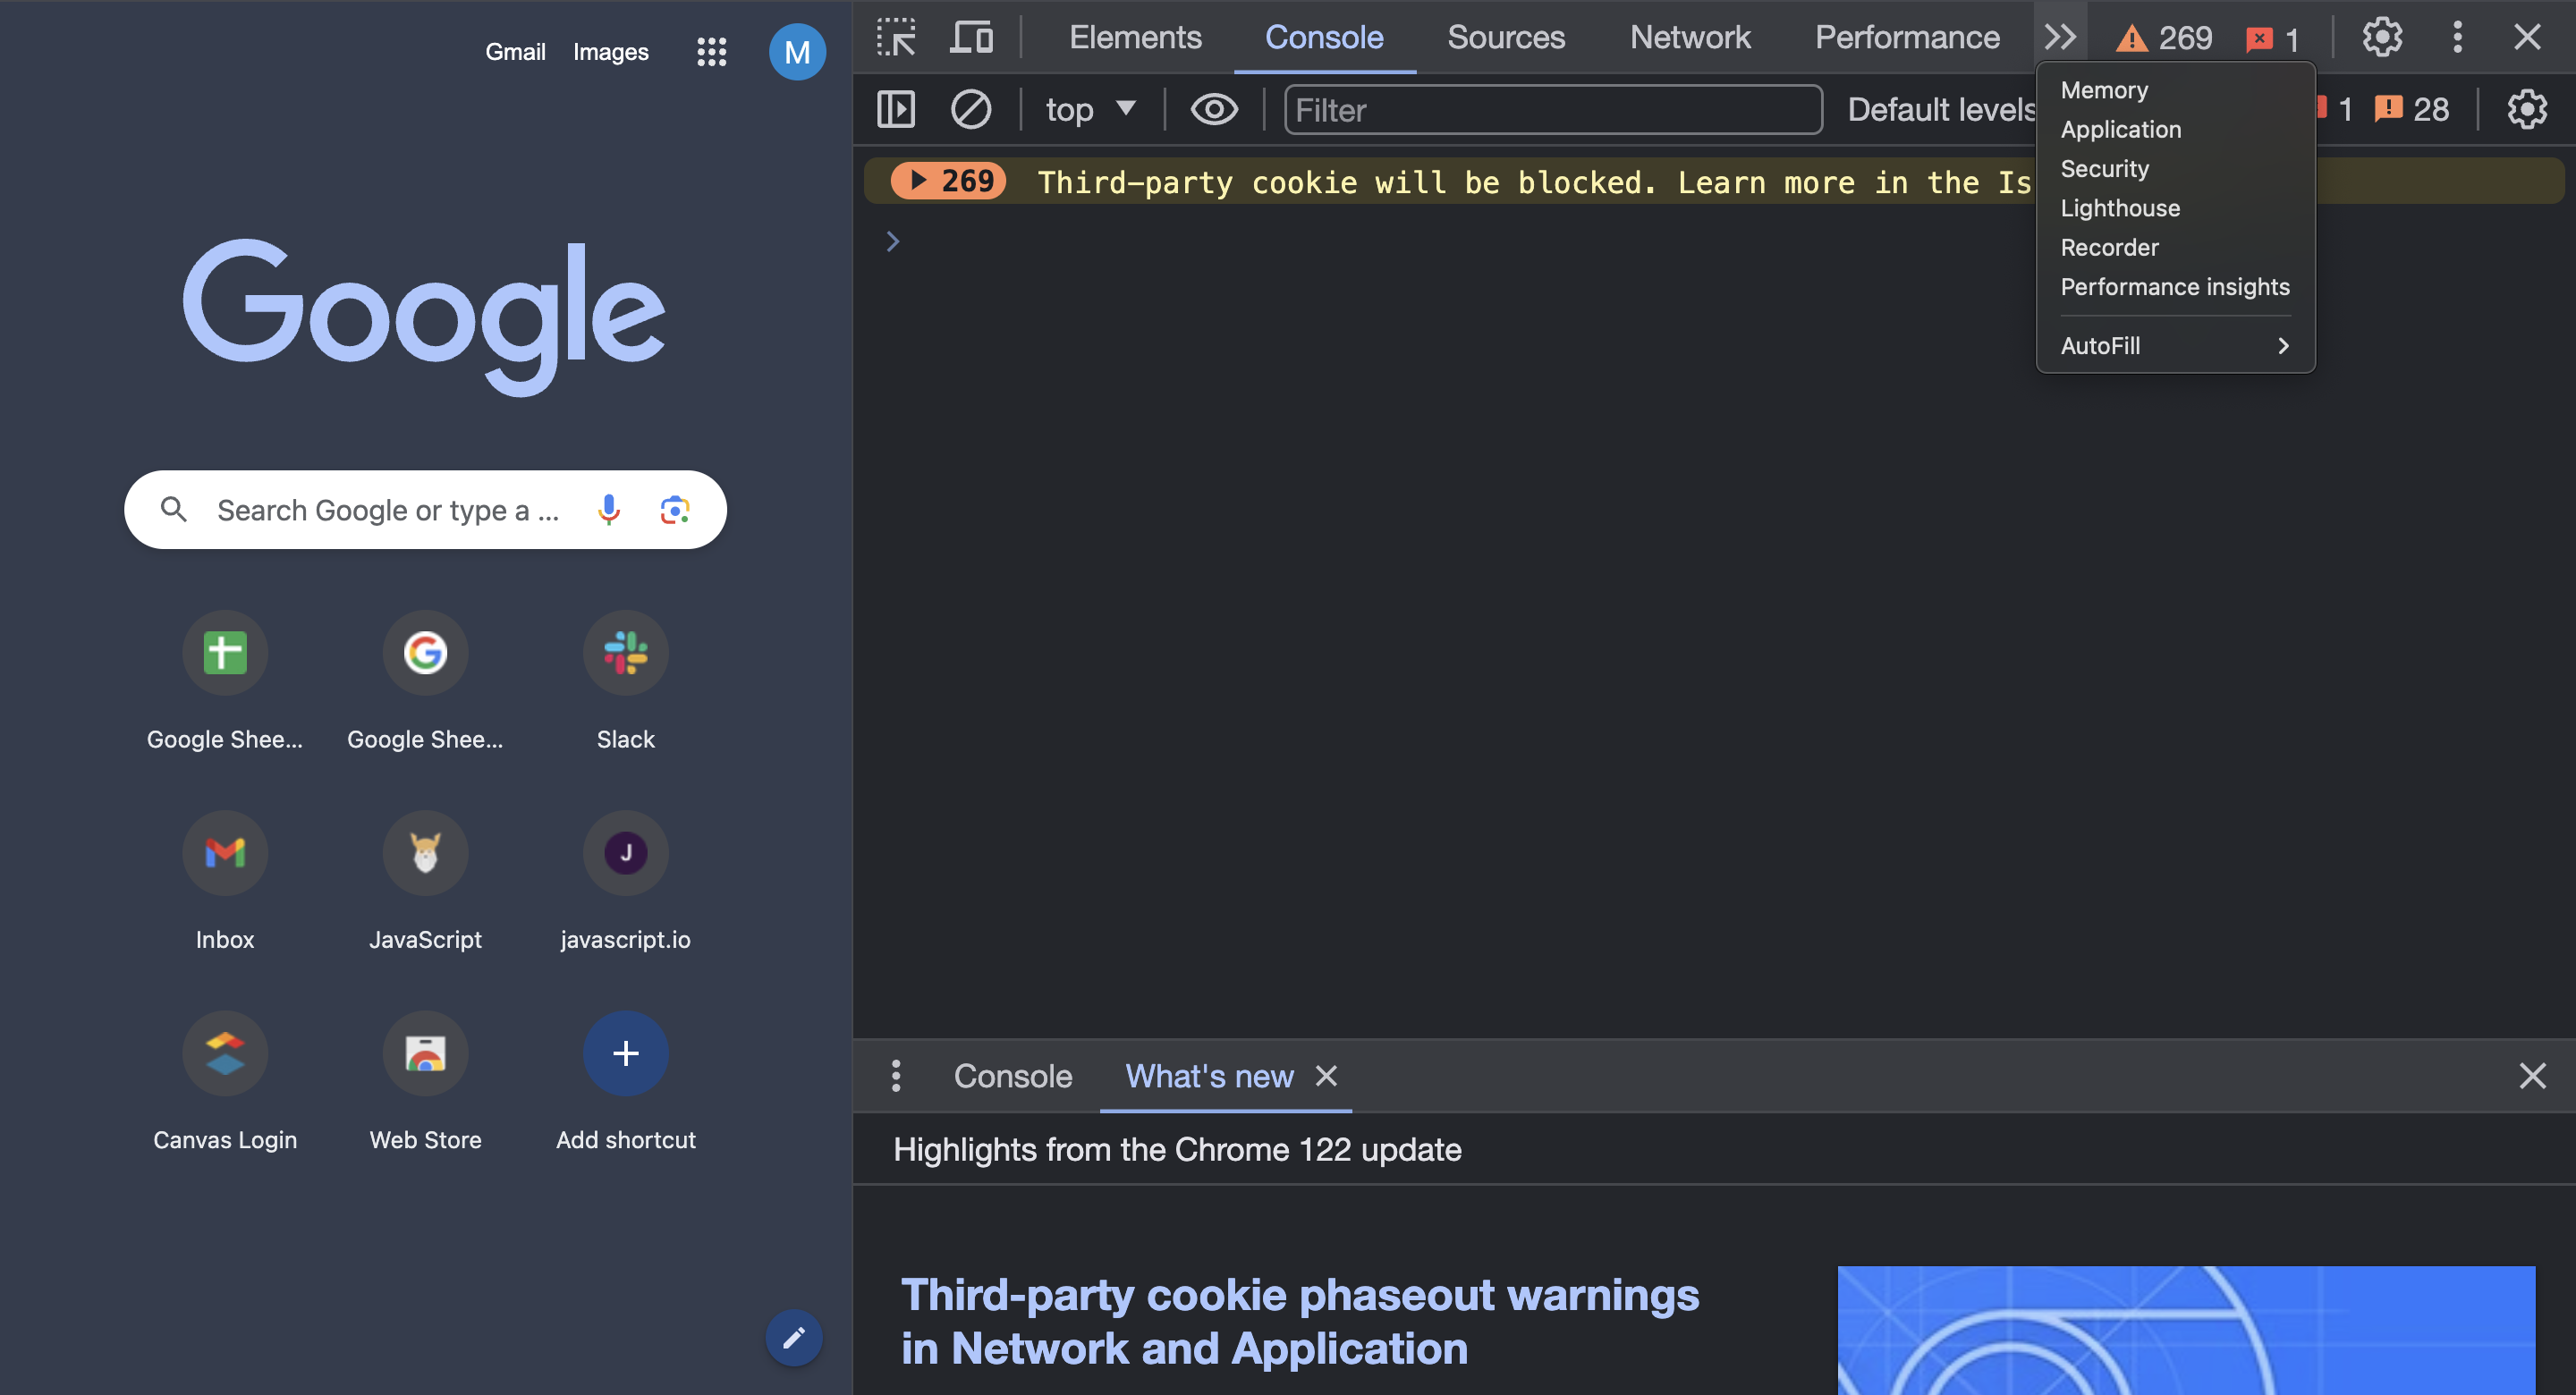 Gmail Images M
Google
Search Google or type a ...
Google Shee... Google Shee... Slack
Inbox JavaScript javascript.io
J
Canvas Login Web Store Add shortcut
Elements Console Sources Network Performance 269 1
top Filter Default levels 1 28
269 Third-party cookie will be blocked. Learn more in the Is
Memory
Application
Security
Lighthouse
Recorder
Performance insights
AutoFill
Console What's new
Highlights from the Chrome 122 update
Third-party cookie phaseout warnings
in Network and Application